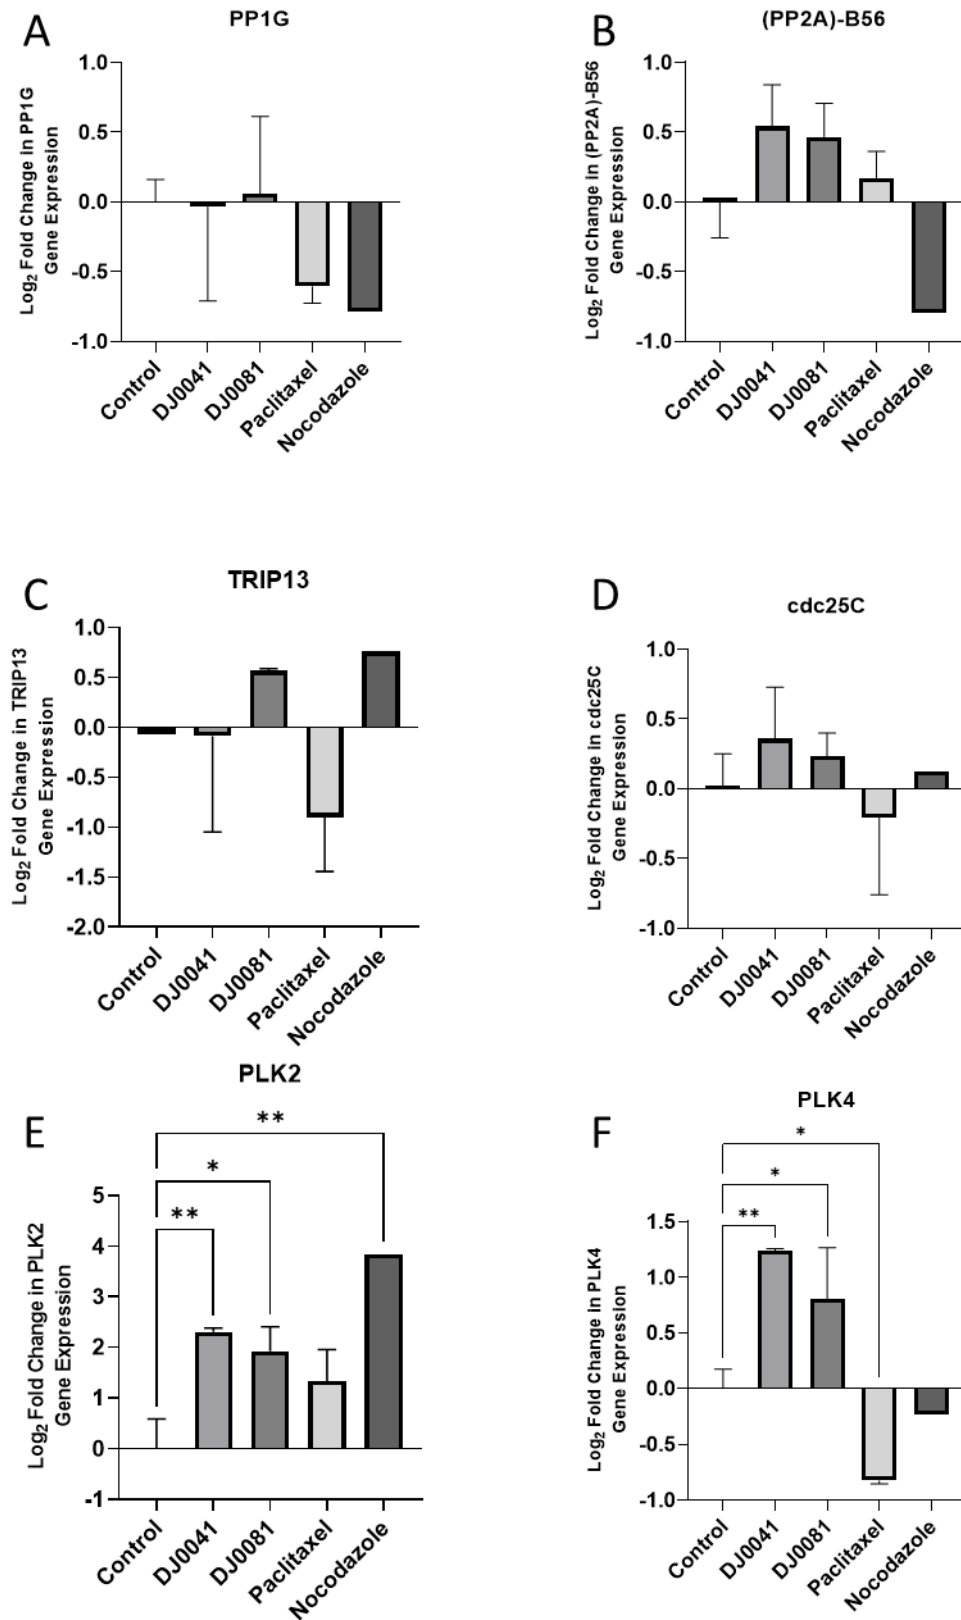 A
PP1G
Log2 Fold Change in PP1G
Gene Expression
1.0
0.5
0.0
-0.5
-1.0
Control
DJ0041
DJ0081
Paclitaxel
Nocodazole
B
(PP2A)-B56
Log2 Fold Change in (PP2A)-B56
Gene Expression
1.0
0.5
0.0
-0.5
-1.0
Control
DJ0041
DJ0081
Paclitaxel
Nocodazole
C
TRIP13
Log2 Fold Change in TRIP13
Gene Expression
1.0
0.5
0.0
-0.5
-1.0
-1.5
-2.0
Control
DJ0041
DJ0081
Paclitaxel
Nocodazole
D
cdc25C
Log2 Fold Change in cdc25C
Gene Expression
1.0
0.5
0.0
-0.5
-1.0
Control
DJ0041
DJ0081
Paclitaxel
Nocodazole
E
PLK2
**
*
**
Log2 Fold Change in PLK2
Gene Expression
5
4
3
2
1
0
-1
Control
DJ0041
DJ0081
Paclitaxel
Nocodazole
F
PLK4
*
*
**
Log2 Fold Change in PLK4
Gene Expression
1.5
1.0
0.5
0.0
-0.5
-1.0
Control
DJ0041
DJ0081
Paclitaxel
Nocodazole